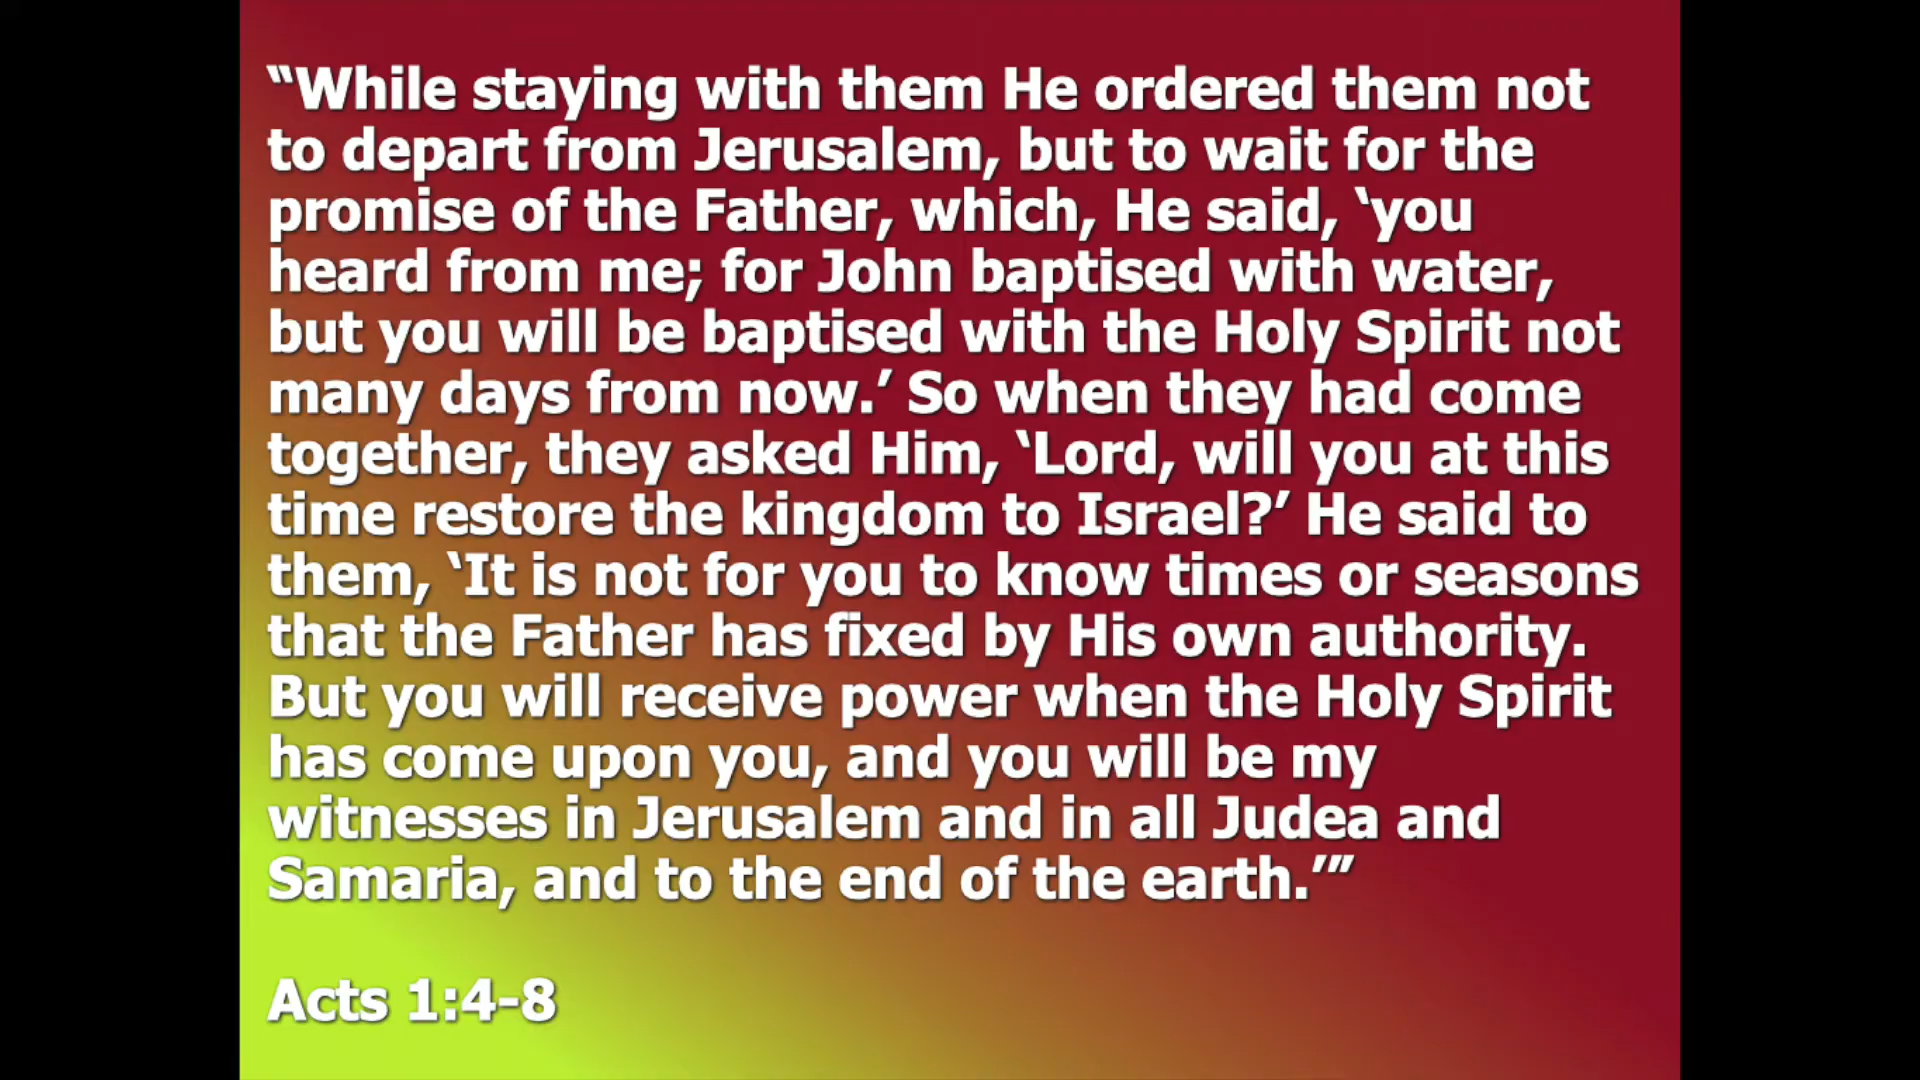 “While staying with them He ordered them not
to depart from Jerusalem, but to wait for the
promise of the Father, which, He said, ‘you
heard from me; for John baptised with water,
but you will be baptised with the Holy Spirit not
many days from now.’ So when they had come
together, they asked Him, ‘Lord, will you at this
time restore the kingdom to Israel?’ He said to
them, ‘It is not for you to know times or seasons
that the Father has fixed by His own authority.
But you will receive power when the Holy Spirit
has come upon you, and you will be my
witnesses in Jerusalem and in all Judea and
Samaria, and to the end of the earth.’”
Acts 1:4-8